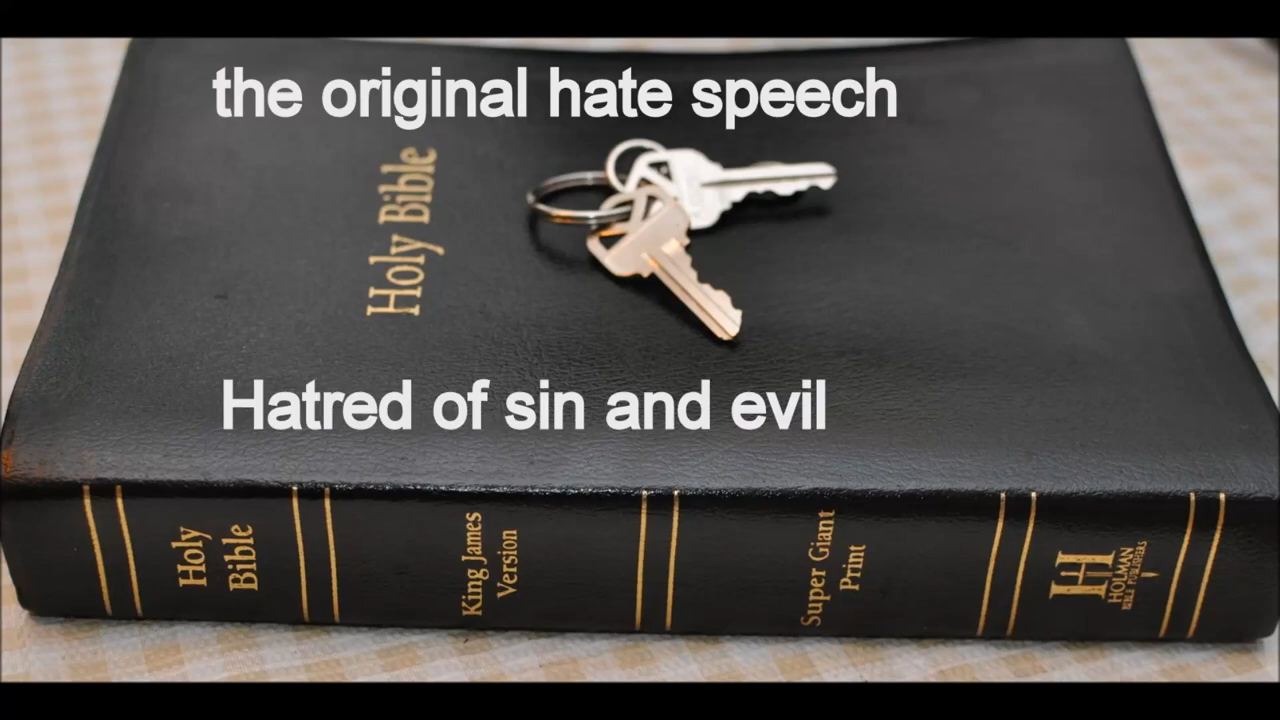 the original hate speech
Holy Bible
Hatred of sin and evil
Holy
Bible
King James
Version
Super Giant
Print
HOLMAN
BIBLE PUBLISHERS